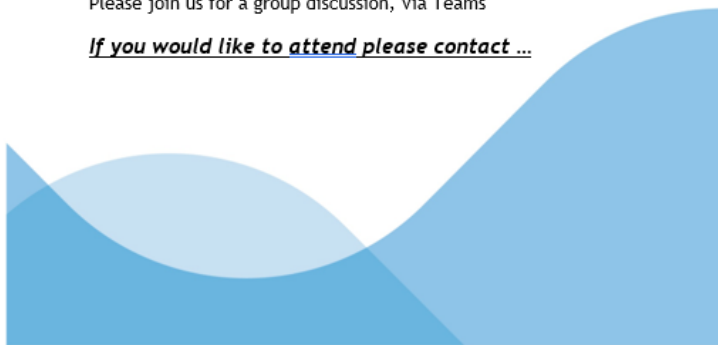 Please join us for a group discussion, via Teams
If you would like to attend please contact …